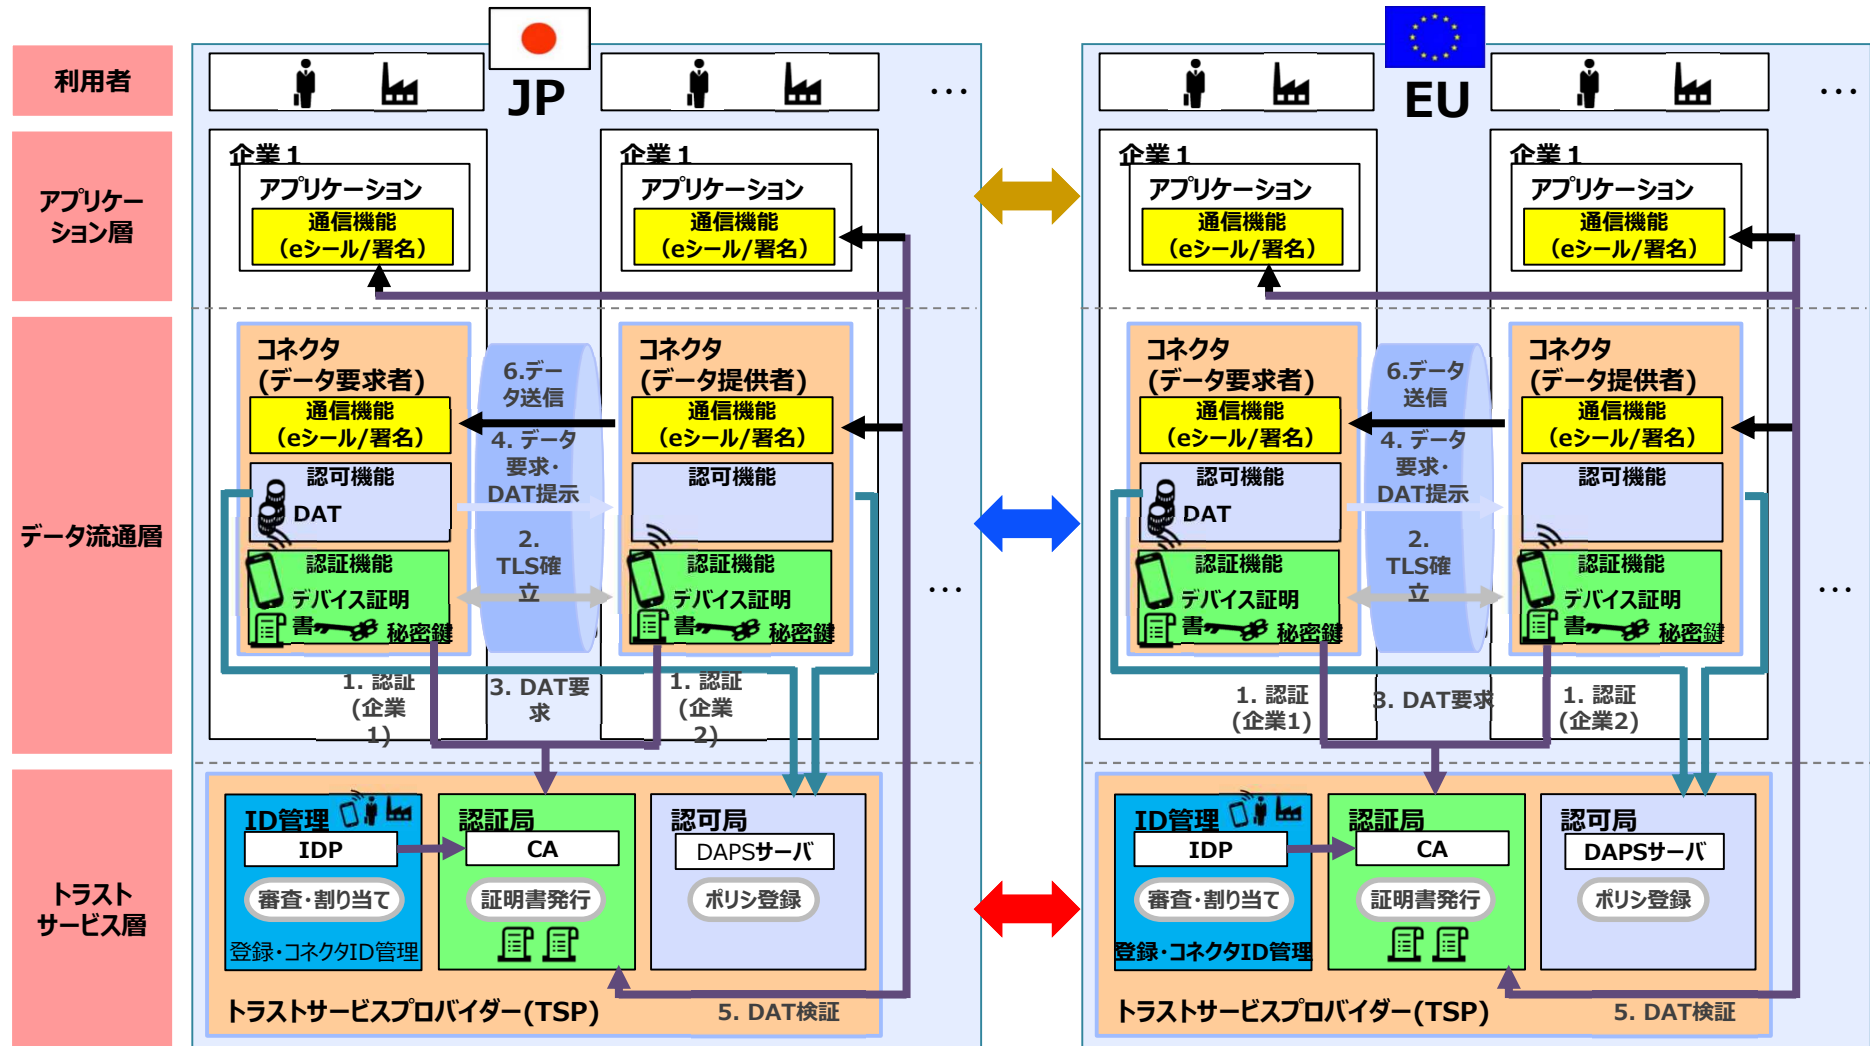 利用者
アプリケー
ション層
データ流通層
トラスト
サービス層
JP
…
企業1
アプリケーション
通信機能
(eシール/署名)
企業1
アプリケーション
通信機能
(eシール/署名)
コネクタ
(データ要求者)
通信機能
(eシール/署名)
認可機能
DAT
認証機能
デバイス証明
書
秘密鍵
6.デー
タ送信
4. データ
要求・
DAT提示
2.
TLS確
立
コネクタ
(データ提供者)
通信機能
(eシール/署名)
認可機能
認証機能
デバイス証明
書
秘密鍵
…
1. 認証
(企業
1)
3. DAT要
求
1. 認証
(企業
2)
ID管理
IDP
審査・割り当て
登録・コネクタID管理
認証局
CA
証明書発行
認可局
DAPSサーバ
ポリシ登録
トラストサービスプロバイダー(TSP)
5. DAT検証
EU
…
企業1
アプリケーション
通信機能
(eシール/署名)
企業1
アプリケーション
通信機能
(eシール/署名)
コネクタ
(データ要求者)
通信機能
(eシール/署名)
認可機能
DAT
認証機能
デバイス証明
書
秘密鍵
6.データ
送信
4. データ
要求・
DAT提示
2.
TLS確
立
コネクタ
(データ提供者)
通信機能
(eシール/署名)
認可機能
認証機能
デバイス証明
書
秘密鍵
…
1. 認証
(企業1)
3. DAT要求
1. 認証
(企業2)
ID管理
IDP
審査・割り当て
登録・コネクタID管理
認証局
CA
証明書発行
認可局
DAPSサーバ
ポリシ登録
トラストサービスプロバイダー(TSP)
5. DAT検証